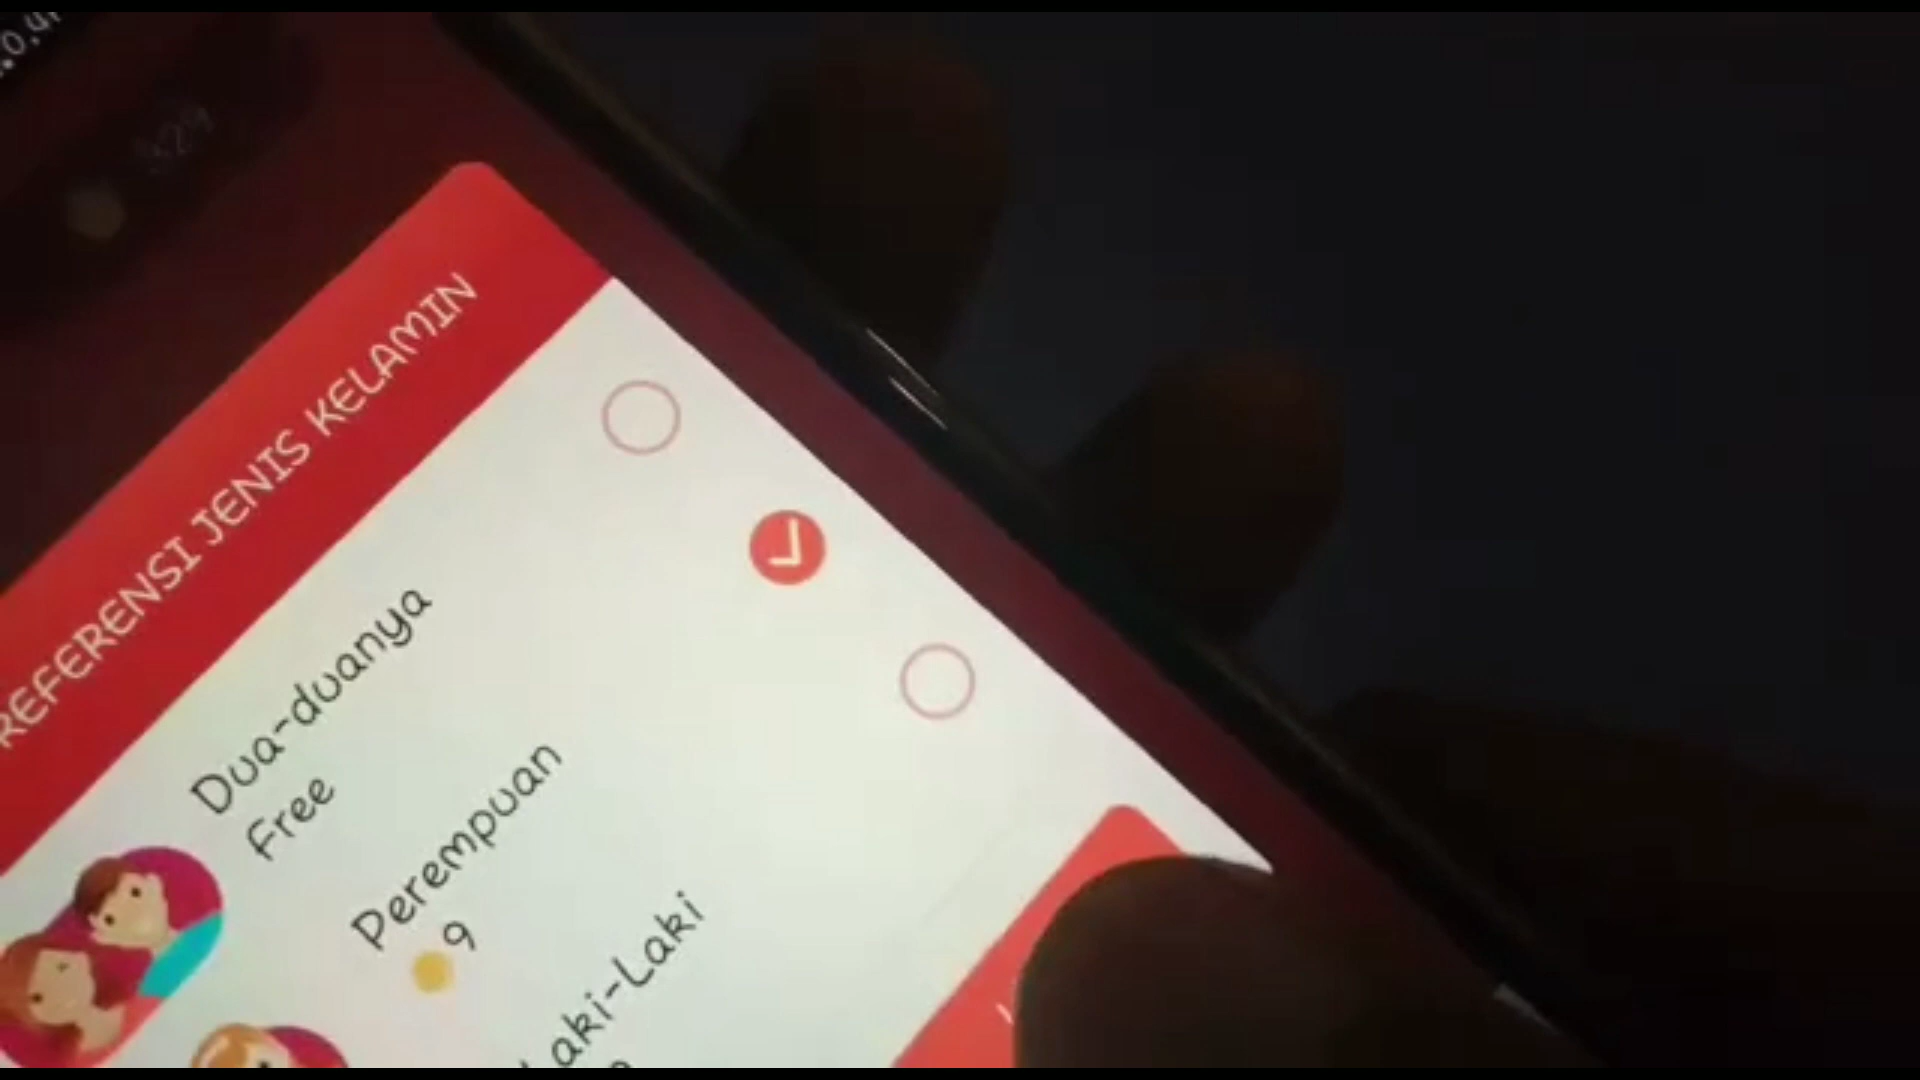 REFERENSI JENIS KELAMIN
Dua-duanya
Free
Perempuan
9
Laki-Laki